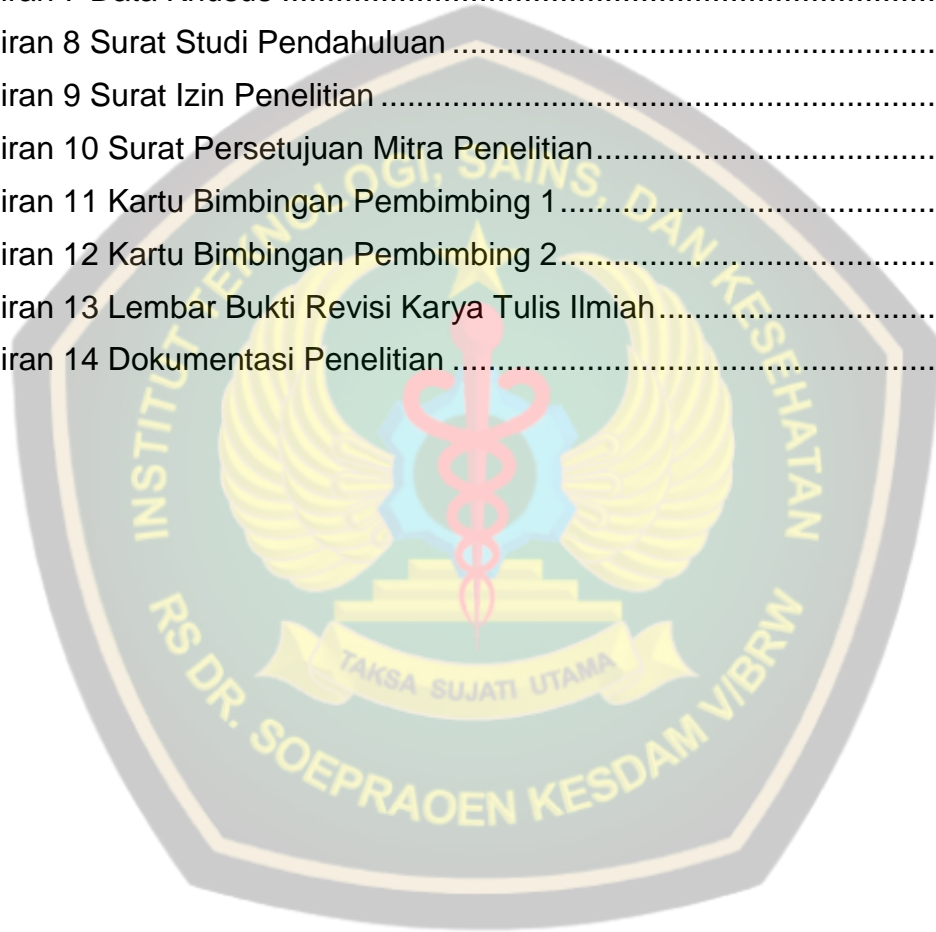 iran 8 Surat Studi Pendahuluan ........................................................
iran 9 Surat Izin Penelitian ................................................................
iran 10 Surat Persetujuan Mitra Penelitian.......................................
iran 11 Kartu Bimbingan Pembimbing 1...........................................
iran 12 Kartu Bimbingan Pembimbing 2...........................................
iran 13 Lembar Bukti Revisi Karya Tulis Ilmiah................................
iran 14 Dokumentasi Penelitian ........................................................
INSTITUT TEKNOLOGI, SAINS, DAN KESEHATAN
TAKSA SUJATI UTAMA
RS DR. SOEPRAOEN KESDAM V/BRW